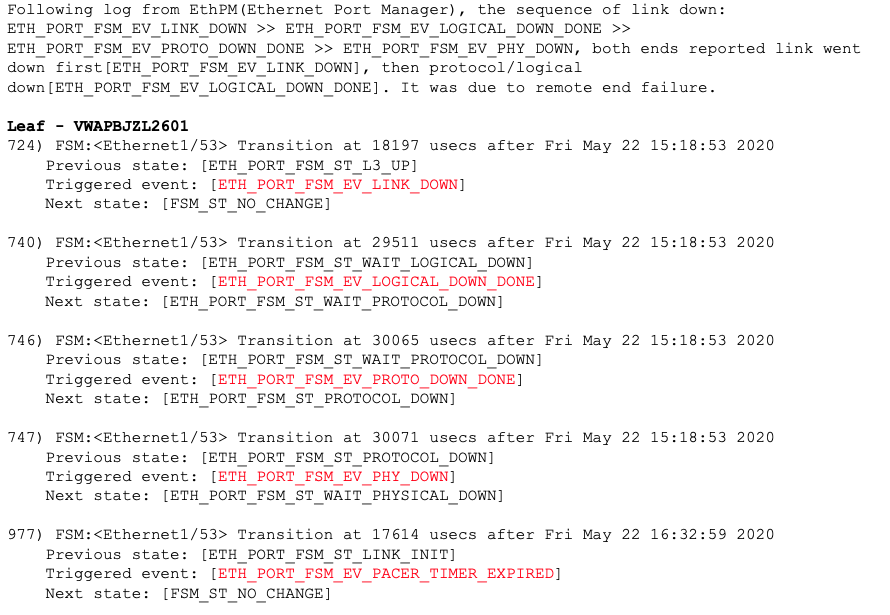 Following log from EthPM(Ethernet Port Manager), the sequence of link down:
ETH_PORT_FSM_EV_LINK_DOWN >> ETH_PORT_FSM_EV_LOGICAL_DOWN_DONE >>
ETH_PORT_FSM_EV_PROTO_DOWN_DONE >> ETH_PORT_FSM_EV_PHY_DOWN, both ends reported link went
down first[ETH_PORT_FSM_EV_LINK_DOWN], then protocol/logical
down[ETH_PORT_FSM_EV_LOGICAL_DOWN_DONE]. It was due to remote end failure.
Leaf - VWAPBJZL2601
724) FSM:<Ethernet1/53> Transition at 18197 usecs after Fri May 22 15:18:53 2020
Previous state: [ETH_PORT_FSM_ST_L3_UP]
Triggered event: [ETH_PORT_FSM_EV_LINK_DOWN]
Next state: [FSM_ST_NO_CHANGE]
740) FSM:<Ethernet1/53> Transition at 29511 usecs after Fri May 22 15:18:53 2020
Previous state: [ETH_PORT_FSM_ST_WAIT_LOGICAL_DOWN]
Triggered event: [ETH_PORT_FSM_EV_LOGICAL_DOWN_DONE]
Next state: [ETH_PORT_FSM_ST_WAIT_PROTOCOL_DOWN]
746) FSM:<Ethernet1/53> Transition at 30065 usecs after Fri May 22 15:18:53 2020
Previous state: [ETH_PORT_FSM_ST_WAIT_PROTOCOL_DOWN]
Triggered event: [ETH_PORT_FSM_EV_PROTO_DOWN_DONE]
Next state: [ETH_PORT_FSM_ST_PROTOCOL_DOWN]
747) FSM:<Ethernet1/53> Transition at 30071 usecs after Fri May 22 15:18:53 2020
Previous state: [ETH_PORT_FSM_ST_PROTOCOL_DOWN]
Triggered event: [ETH_PORT_FSM_EV_PHY_DOWN]
Next state: [ETH_PORT_FSM_ST_WAIT_PHYSICAL_DOWN]
977) FSM:<Ethernet1/53> Transition at 17614 usecs after Fri May 22 16:32:59 2020
Previous state: [ETH_PORT_FSM_ST_LINK_INIT]
Triggered event: [ETH_PORT_FSM_EV_PACER_TIMER_EXPIRED]
Next state: [FSM_ST_NO_CHANGE]